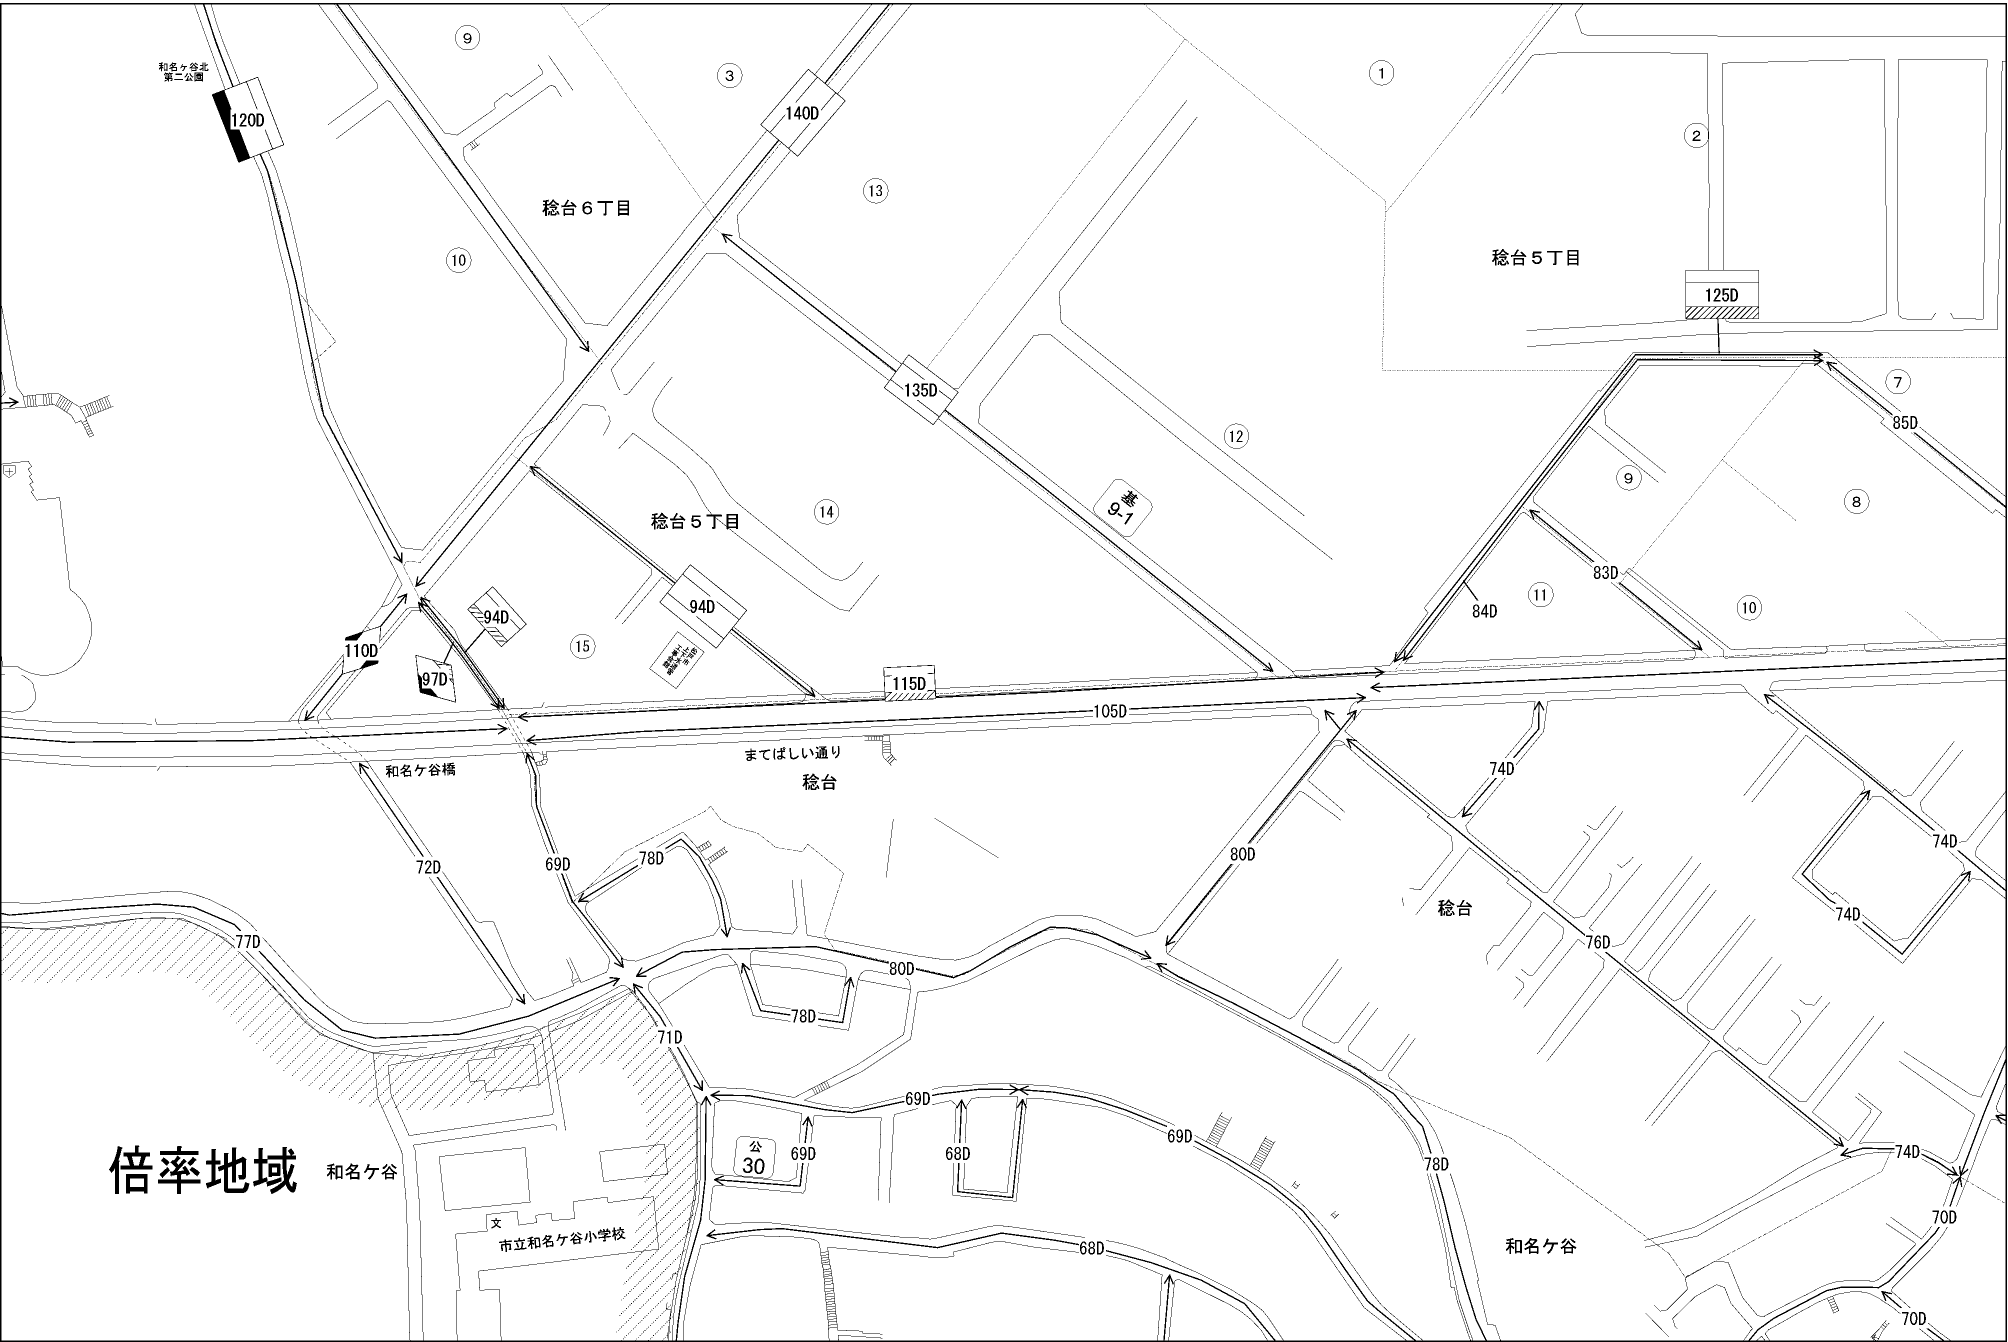 9
3
1
和名ヶ谷北
第二公園
120D
140D
2
13
稔台６丁目
10
稔台５丁目
125D
7
135D
85D
12
9
8
基
9-1
14
稔台５丁目
83D
11
10
84D
94D
94D
15
110D
97D
115D
105D
まてばしい通り
和名ケ谷橋
稔台
74D
72D
69D
78D
80D
74D
稔台
74D
76D
77D
80D
78D
71D
69D
69D
公
30
69D
68D
74D
78D
倍率地域
和名ケ谷
文
市立和名ケ谷小学校
70D
68D
和名ケ谷
70D